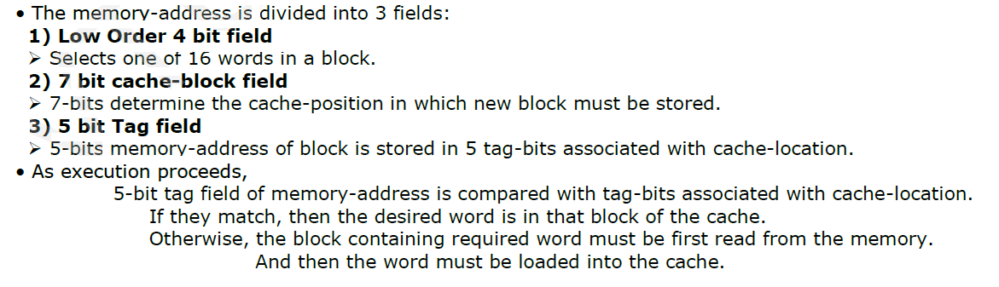 • The memory-address is divided into 3 fields:
1) Low Order 4 bit field
➢ Selects one of 16 words in a block.
2) 7 bit cache-block field
➢ 7-bits determine the cache-position in which new block must be stored.
3) 5 bit Tag field
➢ 5-bits memory-address of block is stored in 5 tag-bits associated with cache-location.
• As execution proceeds,
5-bit tag field of memory-address is compared with tag-bits associated with cache-location.
If they match, then the desired word is in that block of the cache.
Otherwise, the block containing required word must be first read from the memory.
And then the word must be loaded into the cache.